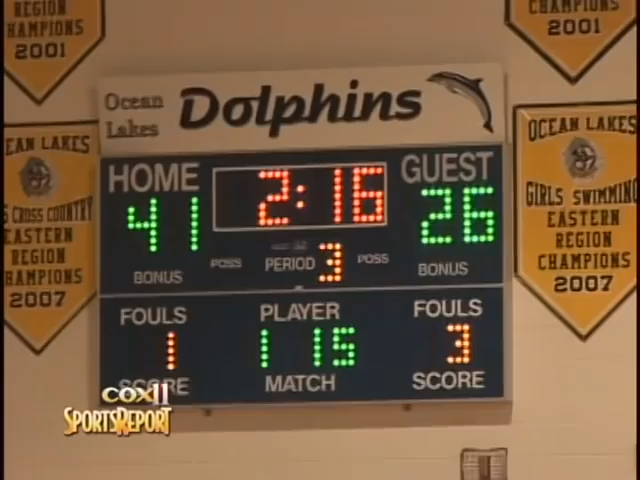 REGION
CHAMPIONS
2001
CHAMPIONS
2001
Ocean
Lakes
Dolphins
EAN LAKES
S CROSS COUNTRY
EASTERN
REGION
HAMPIONS
2007
OCEAN LAKES
GIRLS SWIMMING
EASTERN
REGION
CHAMPIONS
2007
HOME
41
2:16
GUEST
26
BONUS
POSS
PERIOD 3
POSS
BONUS
FOULS
1
SCORE
PLAYER
1 15
MATCH
FOULS
3
SCORE
COX11
SPORTSREPORT